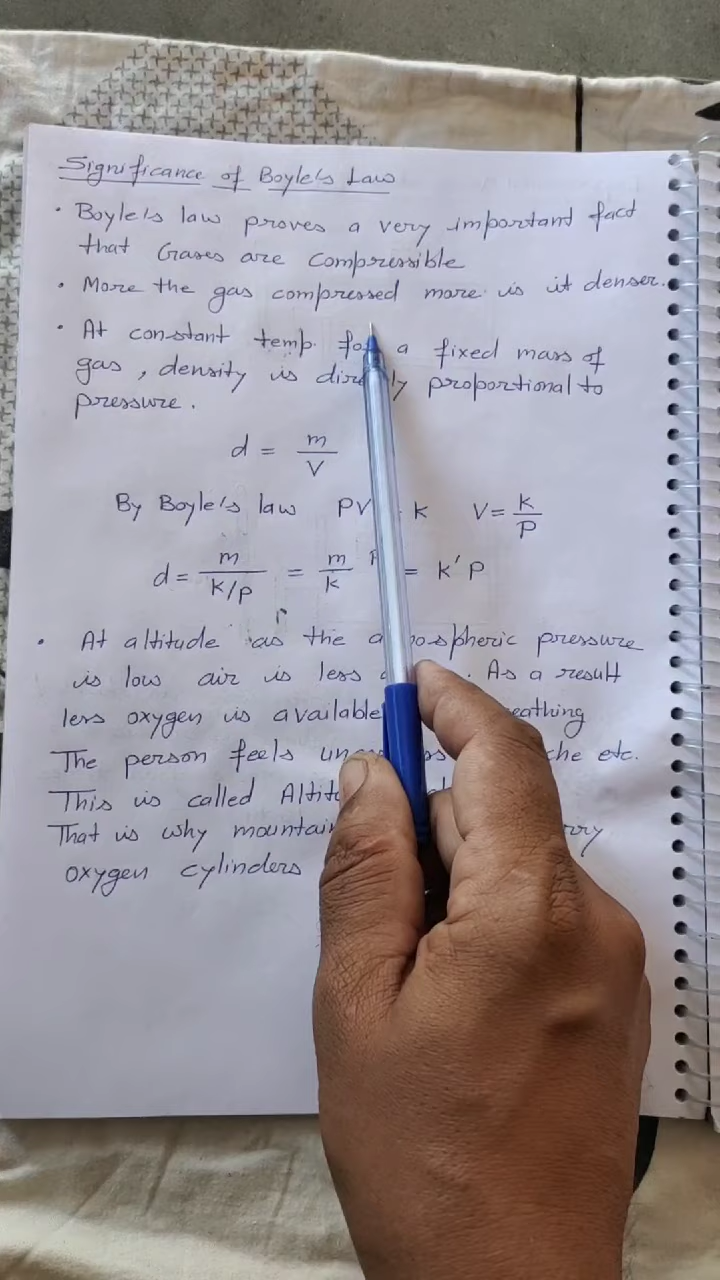 Significance of Boyle's Law
• Boyle's law proves a very important fact
that Gases are compressible
• More the gas compressed more is it denser.
• At constant temp. for a fixed mass of
gas, density is directly proportional to
pressure.
d = m/V
By Boyle's law PV k V = k/P
d = m/K/P = m/k = k' P
• At altitude as the atmospheric pressure
is low air is less . As a result
less oxygen is available
The person feels etc.
This is called
That is why
oxygen cylinders